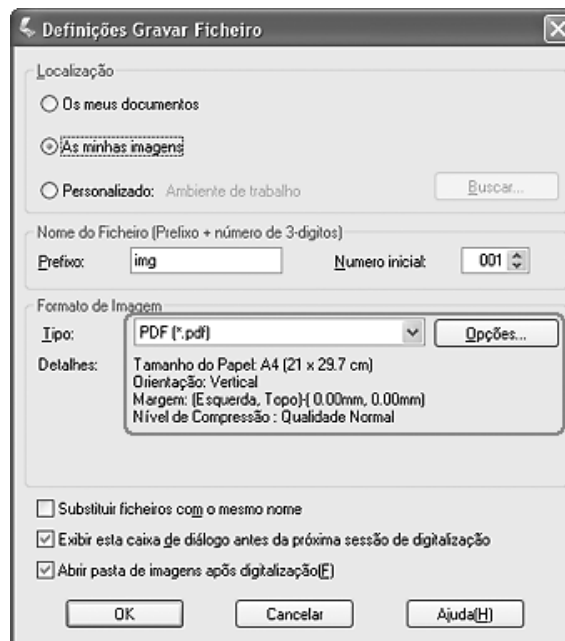 Definições Gravar Ficheiro
Localização
Os meus documentos
As minhas imagens
Personalizado: Ambiente de trabalho Buscar...
Nome do Ficheiro (Prefixo + número de 3-digitos)
Prefixo: img Numero inicial: 001
Formato de Imagem
Tipo: PDF (*.pdf) Opções...
Detalhes: Tamanho do Papel: A4 (21 x 29.7 cm)
Orientação: Vertical
Margem: (Esquerda, Topo)-( 0.00mm, 0.00mm)
Nível de Compressão : Qualidade Normal
Substituir ficheiros com o mesmo nome
Exibir esta caixa de diálogo antes da próxima sessão de digitalização
Abrir pasta de imagens após digitalização(F)
OK Cancelar Ajuda(H)